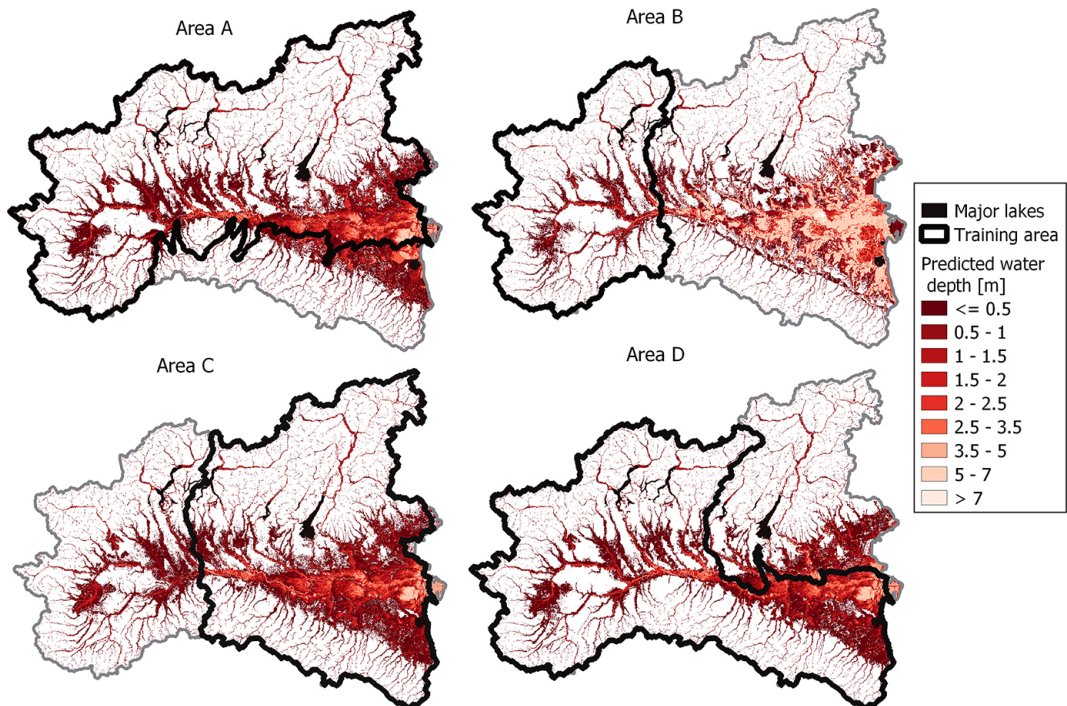 Area A
Area B
Area C
Area D
Major lakes
Training area
Predicted water
depth [m]
<= 0.5
0.5 - 1
1 - 1.5
1.5 - 2
2 - 2.5
2.5 - 3.5
3.5 - 5
5 - 7
> 7